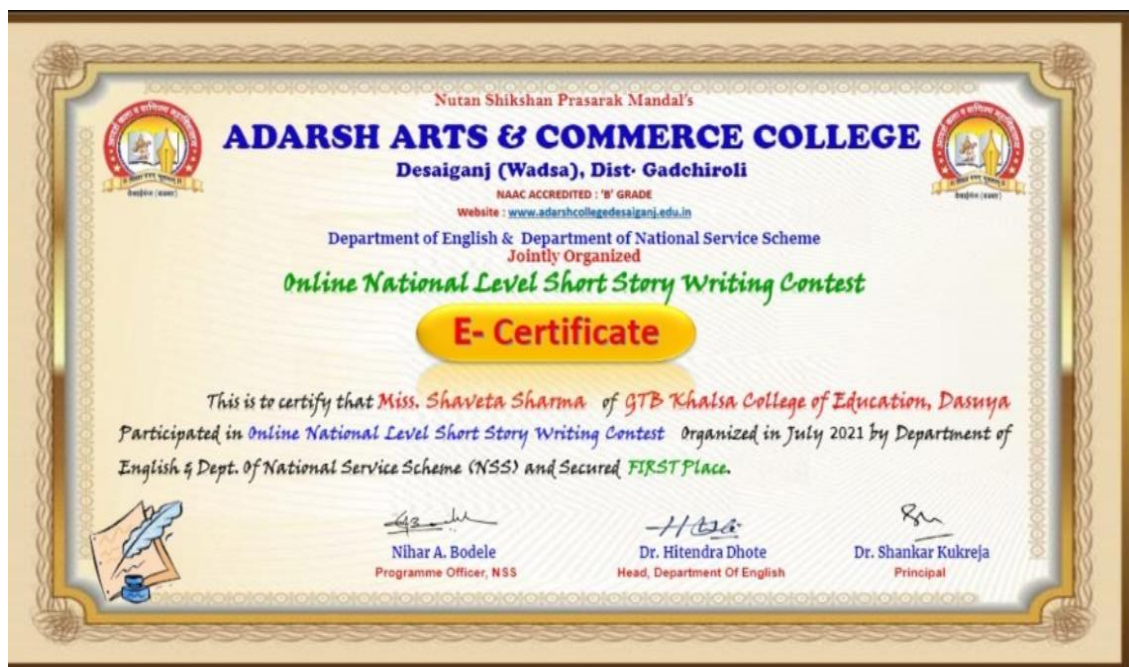 Nutan Shikshan Prasarak Mandal's
ADARSH ARTS & COMMERCE COLLEGE
Desaiganj (Wadsa), Dist- Gadchiroli
NAAC ACCREDITED : 'B' GRADE
Website : www.adarshcollegedesaiganj.edu.in
Department of English & Department of National Service Scheme
Jointly Organized
Online National Level Short Story Writing Contest
E- Certificate
This is to certify that Miss. Shaveta Sharma of GTB Khalsa College of Education, Dasuya
Participated in Online National Level Short Story Writing Contest Organized in July 2021 by Department of
English & Dept. Of National Service Scheme (NSS) and Secured FIRST Place.
Nihar A. Bodele
Programme Officer, NSS
Dr. Hitendra Dhote
Head, Department Of English
Dr. Shankar Kukreja
Principal